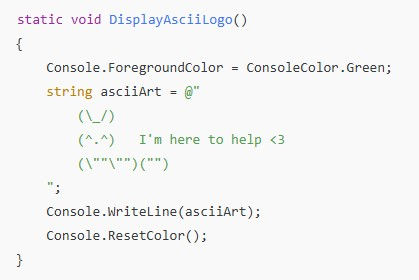 static void DisplayAsciiLogo()
{
    Console.ForegroundColor = ConsoleColor.Green;
    string asciiArt = @"
        (\_/)
        (^.^)   I'm here to help <3
        (\""\"")("")
    ";
    Console.WriteLine(asciiArt);
    Console.ResetColor();
}